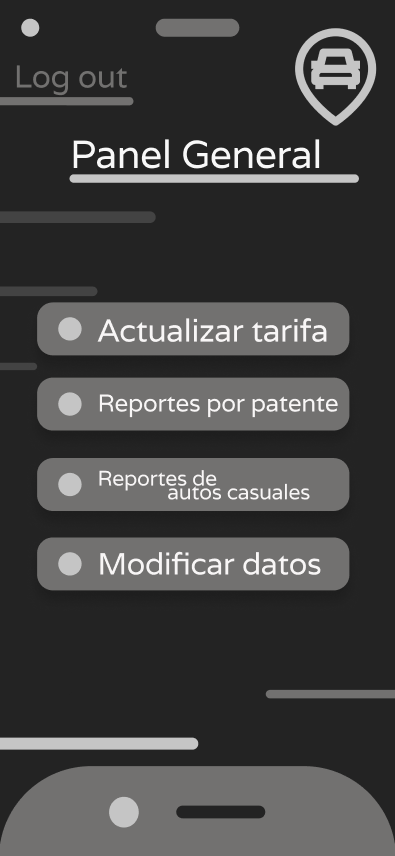 Log out
Panel General
Actualizar tarifa
Reportes por patente
Reportes de
autos casuales
Modificar datos